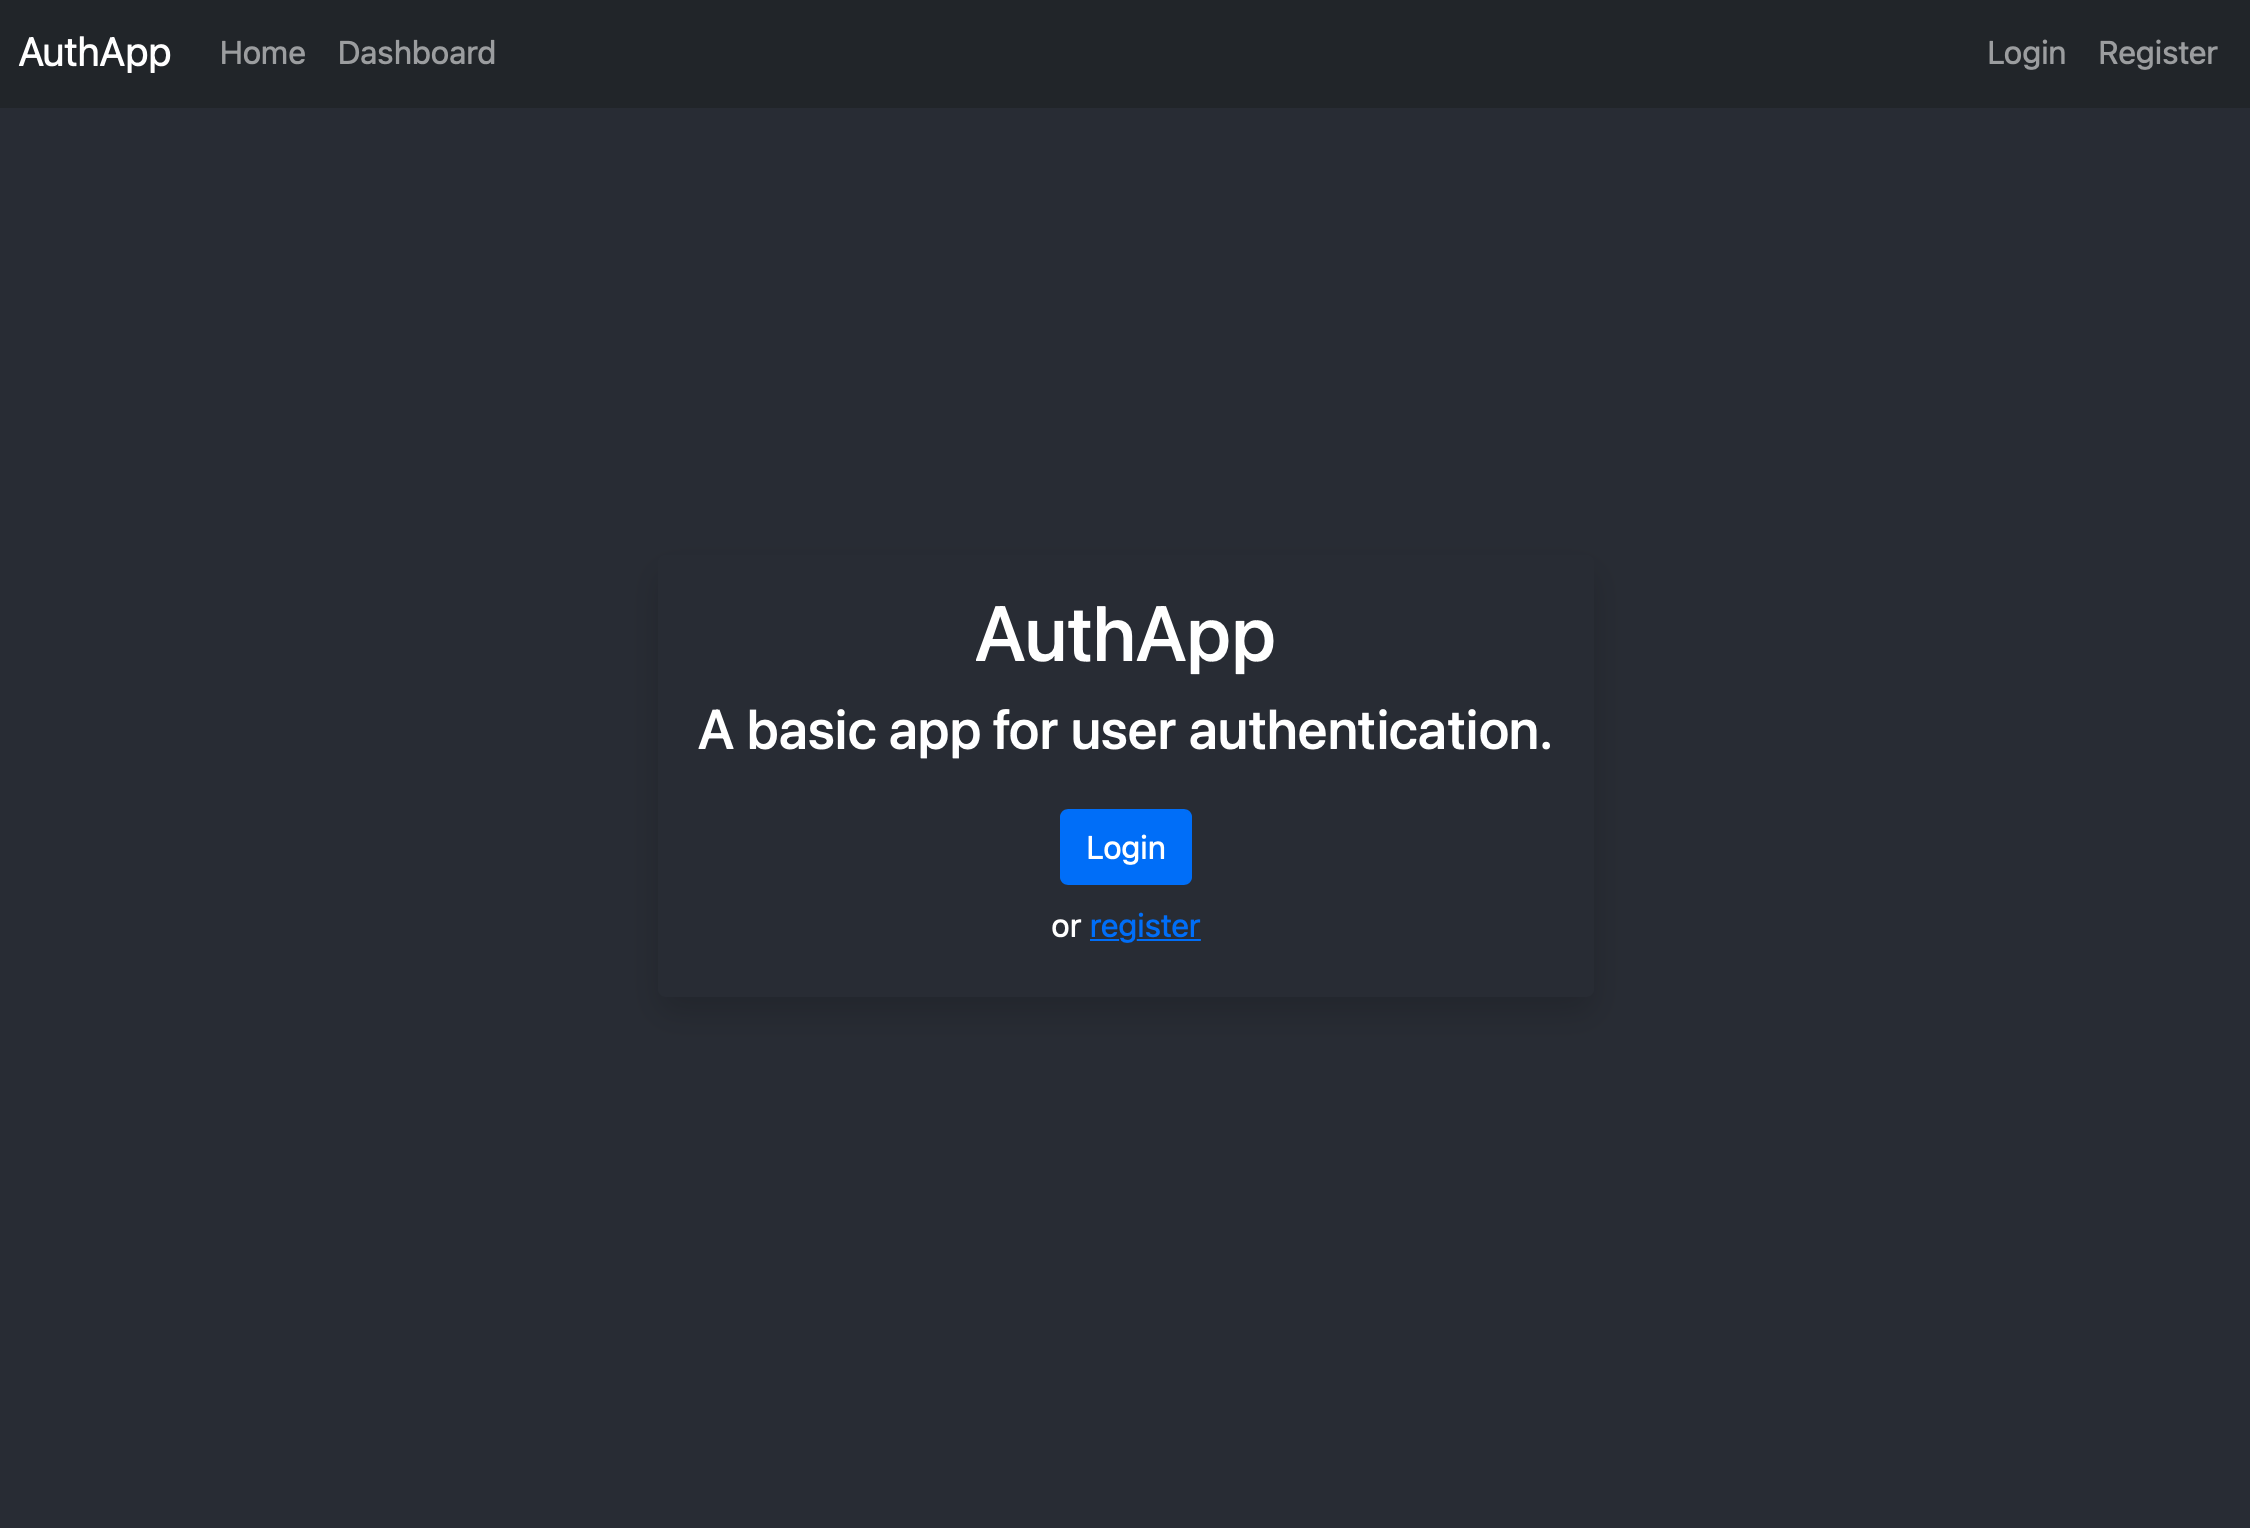 AuthApp Home Dashboard Login Register
AuthApp
A basic app for user authentication.
Login
or register